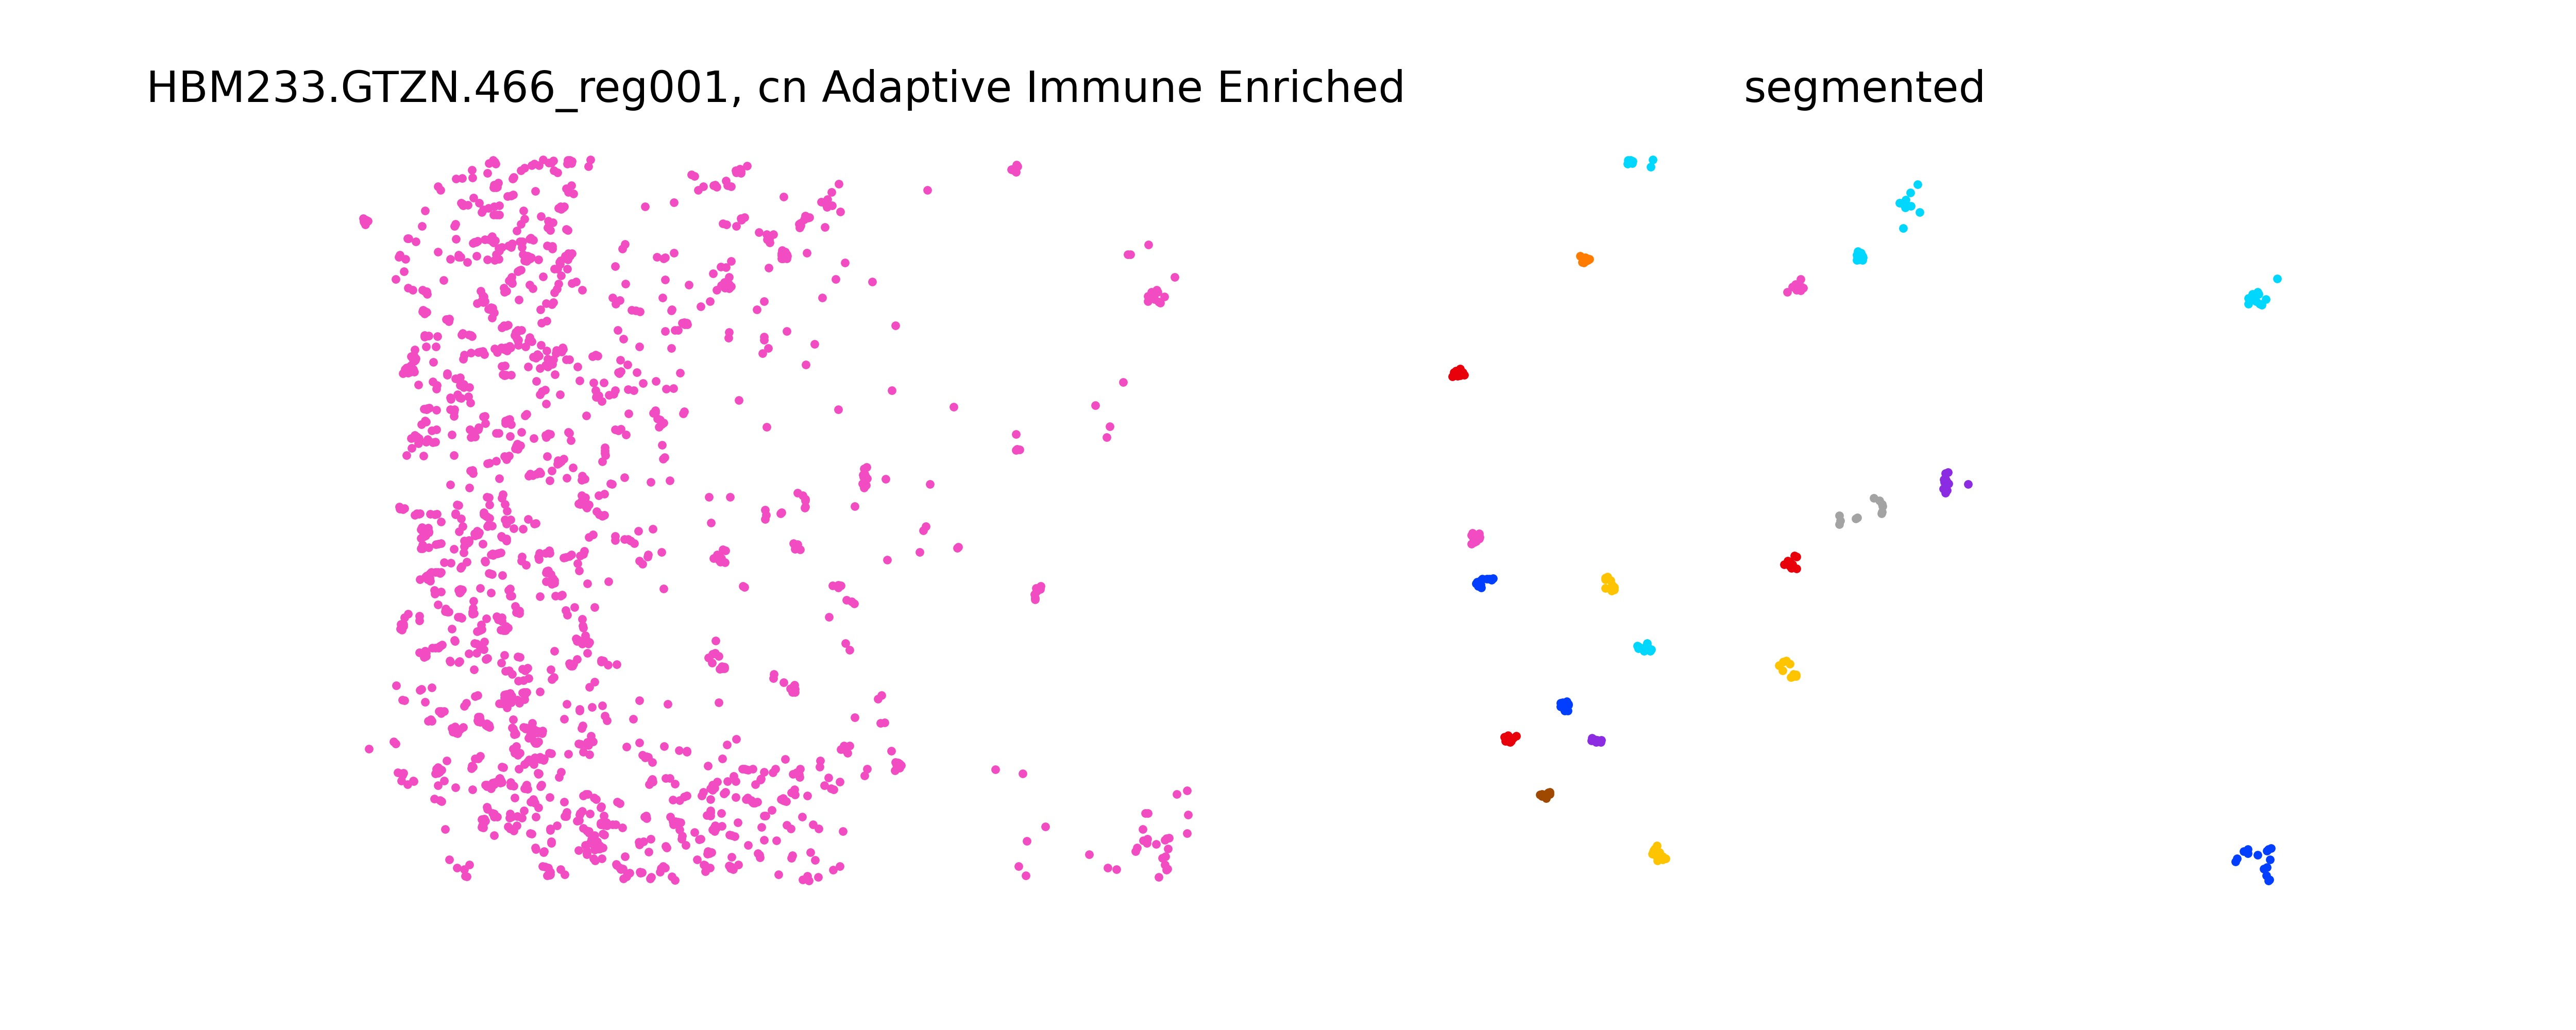 HBM233.GTZN.466_reg001, cn Adaptive Immune Enriched
segmented